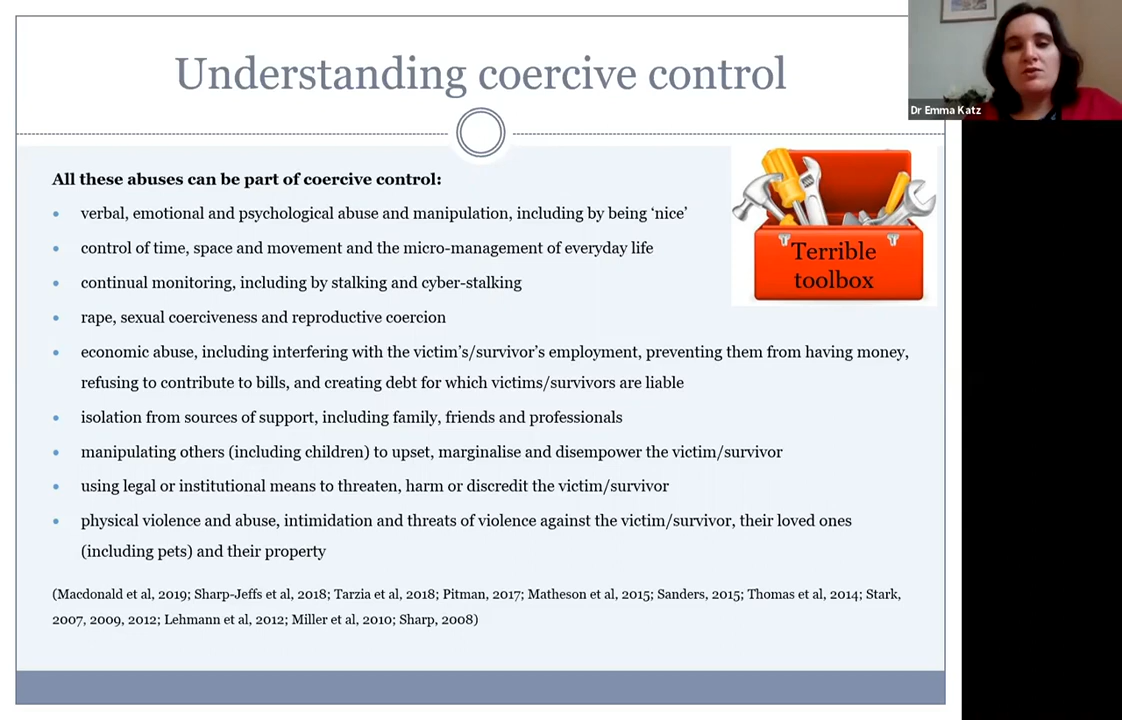 Understanding coercive control
Dr Emma Katz
All these abuses can be part of coercive control:
• verbal, emotional and psychological abuse and manipulation, including by being ‘nice’
• control of time, space and movement and the micro-management of everyday life
• continual monitoring, including by stalking and cyber-stalking
• rape, sexual coerciveness and reproductive coercion
Terrible
toolbox
• economic abuse, including interfering with the victim’s/survivor’s employment, preventing them from having money,
refusing to contribute to bills, and creating debt for which victims/survivors are liable
• isolation from sources of support, including family, friends and professionals
• manipulating others (including children) to upset, marginalise and disempower the victim/survivor
• using legal or institutional means to threaten, harm or discredit the victim/survivor
• physical violence and abuse, intimidation and threats of violence against the victim/survivor, their loved ones
(including pets) and their property
(Macdonald et al, 2019; Sharp-Jeffs et al, 2018; Tarzia et al, 2018; Pitman, 2017; Matheson et al, 2015; Sanders, 2015; Thomas et al, 2014; Stark,
2007, 2009, 2012; Lehmann et al, 2012; Miller et al, 2010; Sharp, 2008)